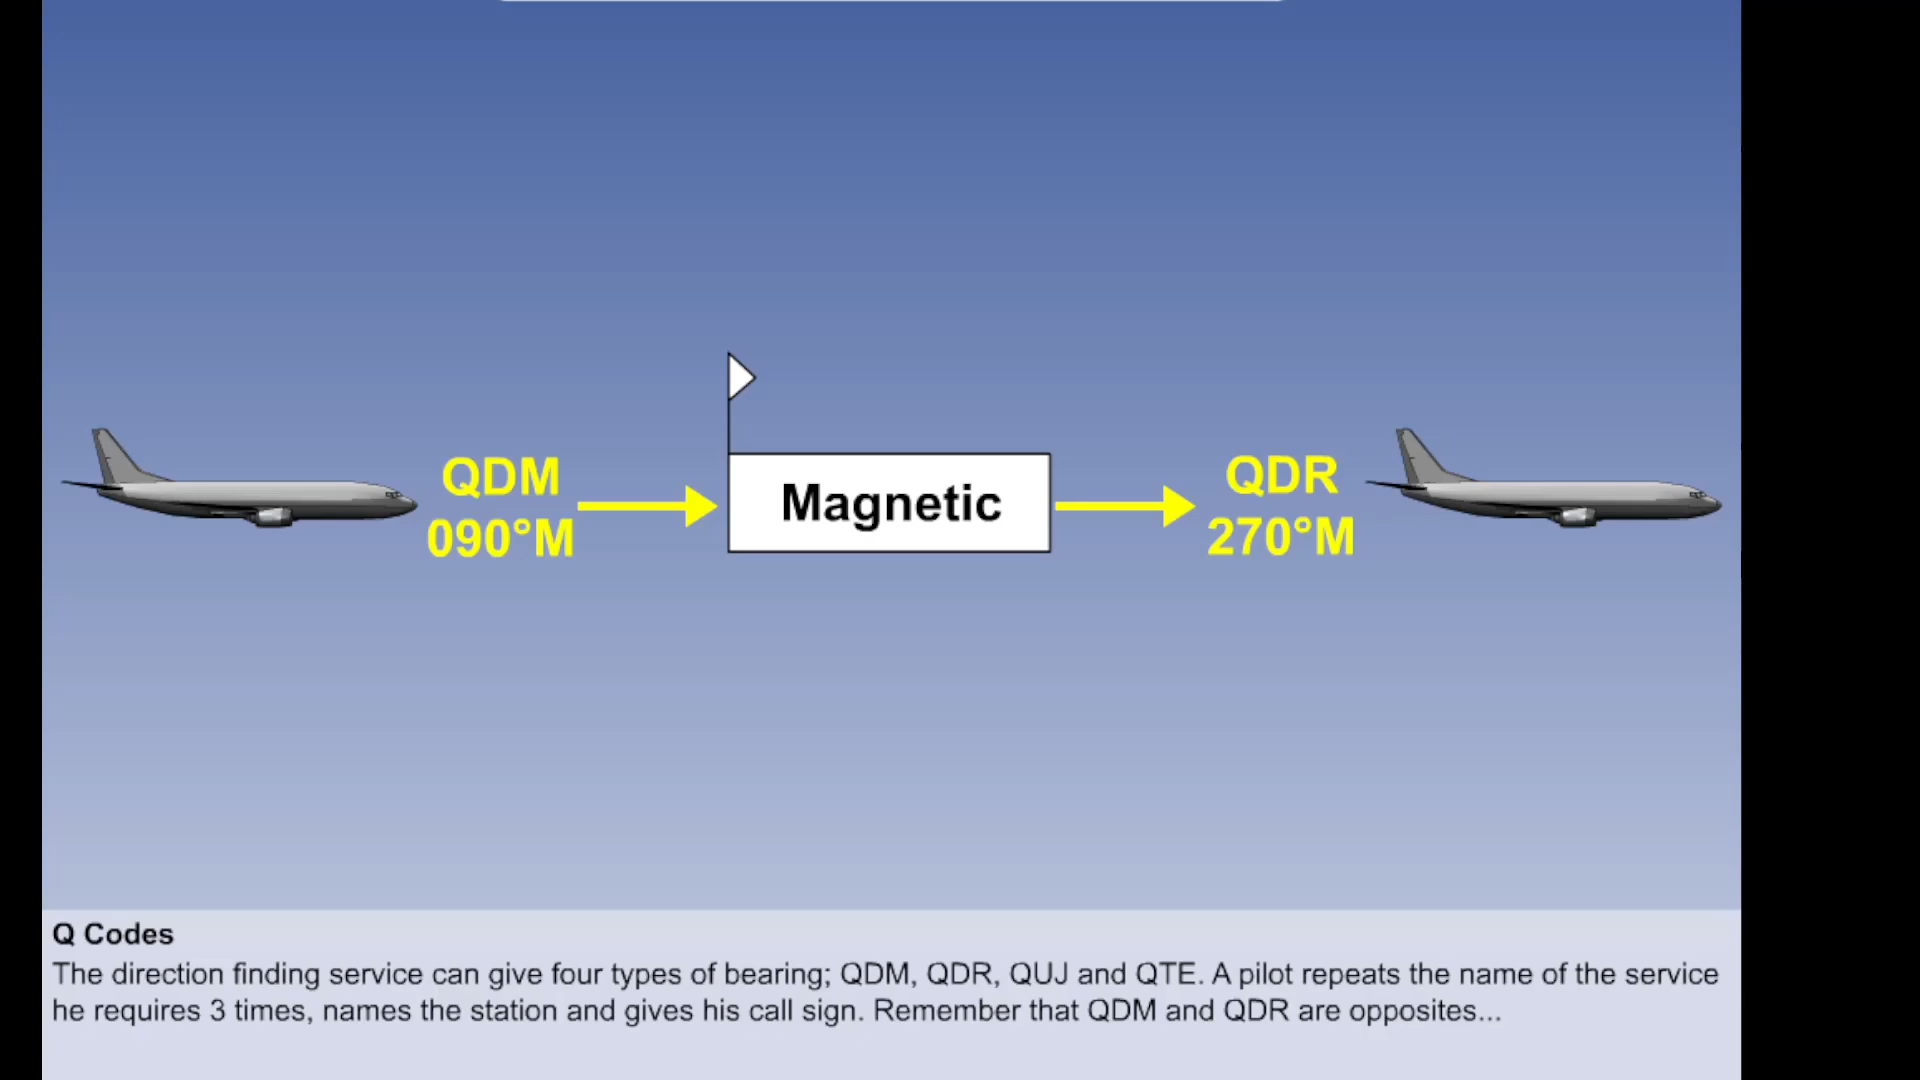 QDM
090°M
Magnetic
QDR
270°M
Q Codes
The direction finding service can give four types of bearing; QDM, QDR, QUJ and QTE. A pilot repeats the name of the service
he requires 3 times, names the station and gives his call sign. Remember that QDM and QDR are opposites...